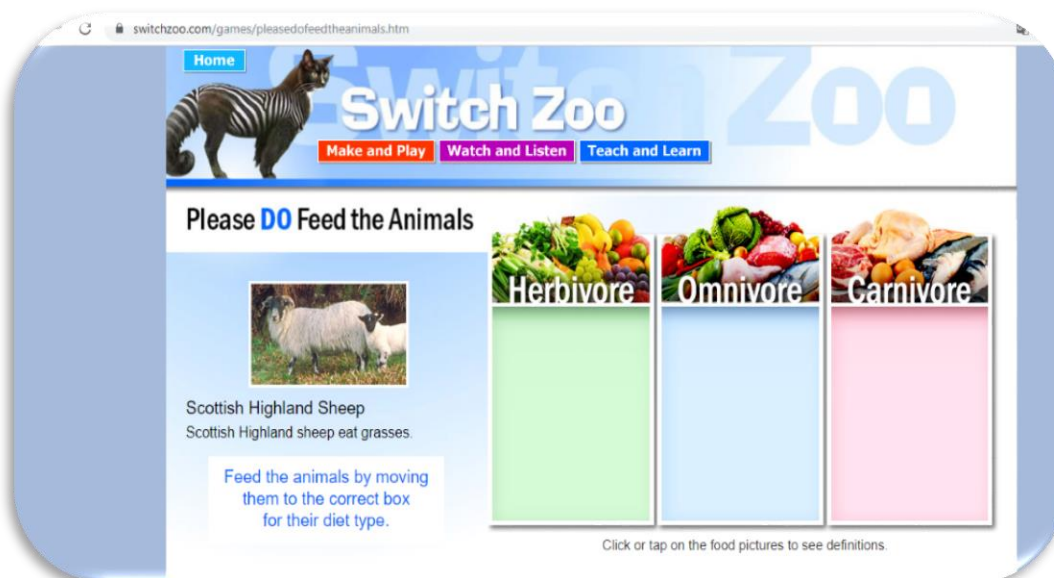 switchzoo.com/games/pleasedofeedtheanimals.htm
Home
Switch Zoo
Switch Zoo
Make and Play Watch and Listen Teach and Learn
Please DO Feed the Animals
Herbivore Omnivore Carnivore
Scottish Highland Sheep
Scottish Highland sheep eat grasses.
Feed the animals by moving
them to the correct box
for their diet type.
Click or tap on the food pictures to see definitions.